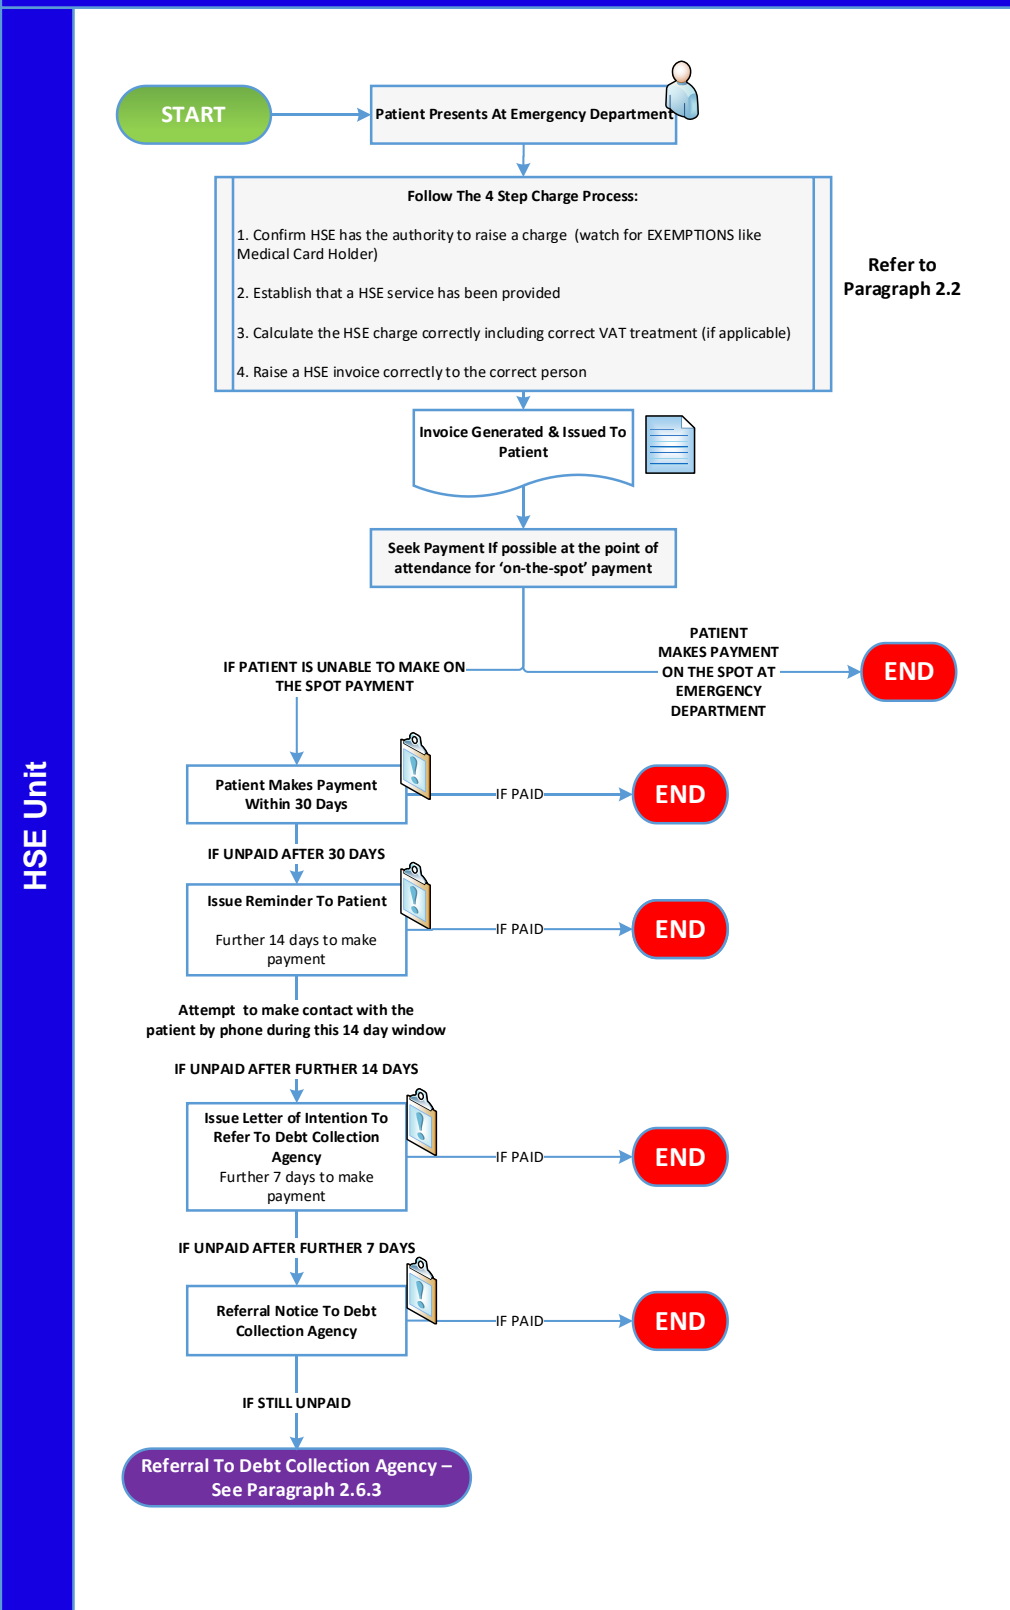 START
Patient Presents At Emergency Department
Follow The 4 Step Charge Process:
1. Confirm HSE has the authority to raise a charge  (watch for EXEMPTIONS like
Medical Card Holder)
2. Establish that a HSE service has been provided
3. Calculate the HSE charge correctly including correct VAT treatment (if applicable)
4. Raise a HSE invoice correctly to the correct person
Refer to
Paragraph 2.2
Invoice Generated & Issued To
Patient
Seek Payment If possible at the point of
attendance for ‘on-the-spot’ payment
IF PATIENT IS UNABLE TO MAKE ON
THE SPOT PAYMENT
PATIENT
MAKES PAYMENT
ON THE SPOT AT
EMERGENCY
DEPARTMENT
END
Patient Makes Payment
Within 30 Days
IF PAID
END
IF UNPAID AFTER 30 DAYS
Issue Reminder To Patient
Further 14 days to make
payment
IF PAID
END
Attempt  to make contact with the
patient by phone during this 14 day window
IF UNPAID AFTER FURTHER 14 DAYS
Issue Letter of Intention To
Refer To Debt Collection
Agency
Further 7 days to make
payment
IF PAID
END
IF UNPAID AFTER FURTHER 7 DAYS
Referral Notice To Debt
Collection Agency
IF PAID
END
IF STILL UNPAID
Referral To Debt Collection Agency –
See Paragraph 2.6.3
HSE Unit